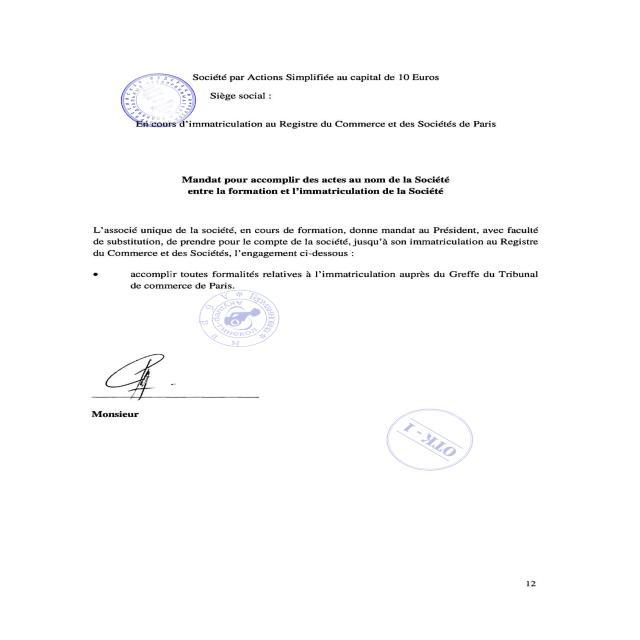 Société par Actions Simplifiée au capital de 10 Euros
Siège social :
En cours d'immatriculation au Registre du Commerce et des Sociétés de Paris
Mandat pour accomplir des actes au nom de la Société
entre la formation et l'immatriculation de la Société
L'associé unique de la société, en cours de formation, donne mandat au Président, avec faculté
de substitution, de prendre pour le compte de la société, jusqu'à son immatriculation au Registre
du Commerce et des Sociétés, l'engagement ci-dessous :
• accomplir toutes formalités relatives à l'immatriculation auprès du Greffe du Tribunal
de commerce de Paris.
Monsieur
ОТК - 1
12